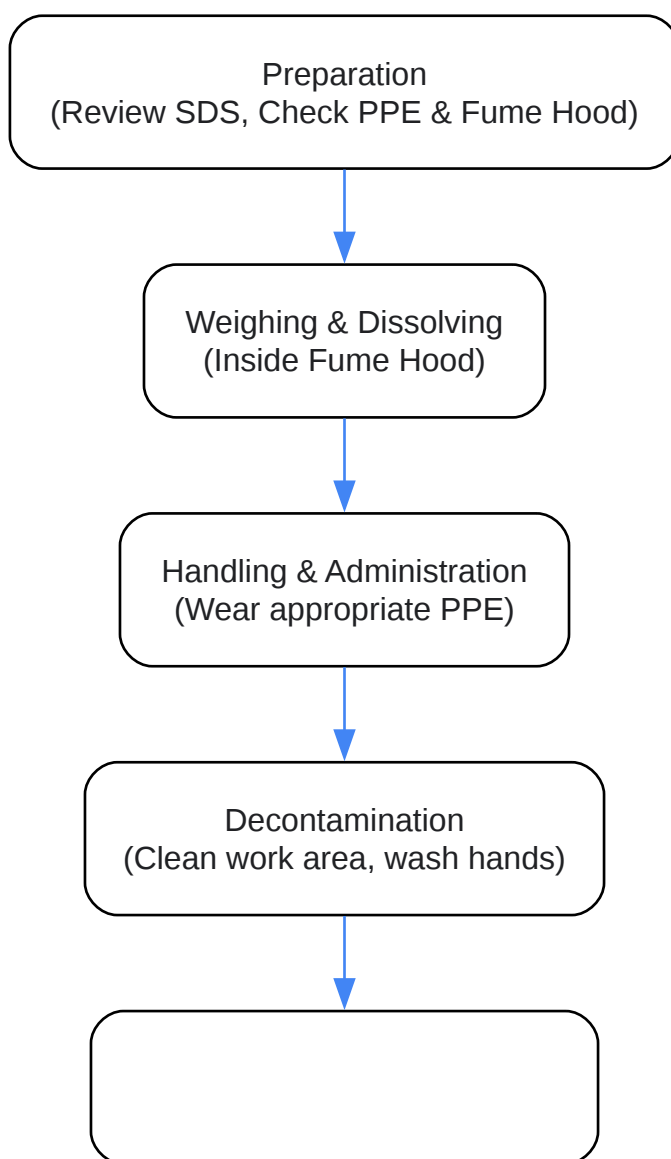 Preparation
(Review SDS, Check PPE & Fume Hood)
Weighing & Dissolving
(Inside Fume Hood)
Handling & Administration
(Wear appropriate PPE)
Decontamination
(Clean work area, wash hands)